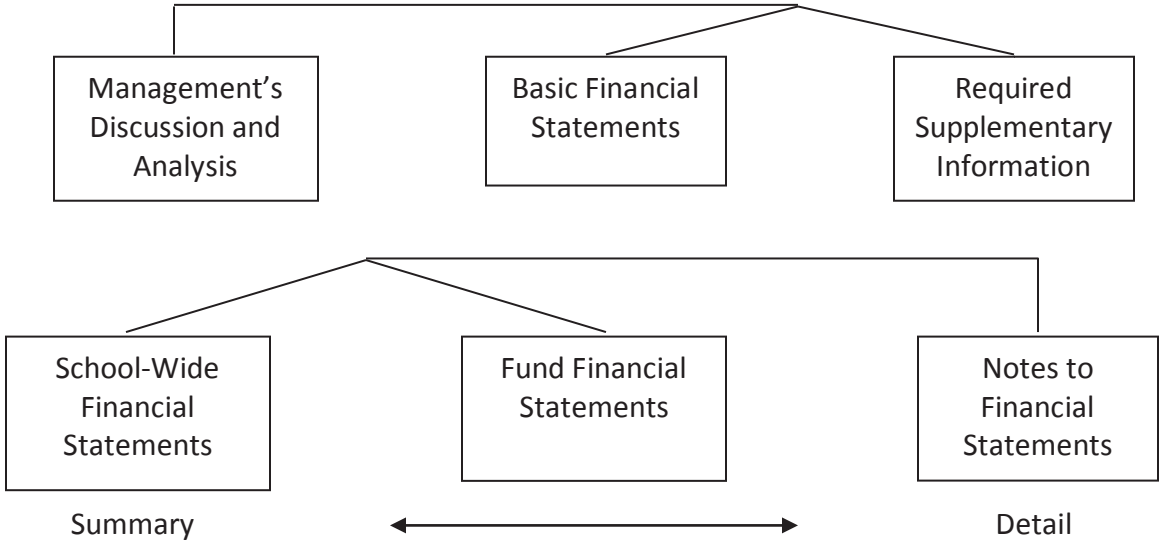 Management’s
Discussion and
Analysis
Basic Financial
Statements
Required
Supplementary
Information
School-Wide
Financial
Statements
Fund Financial
Statements
Notes to
Financial
Statements
Summary
Detail